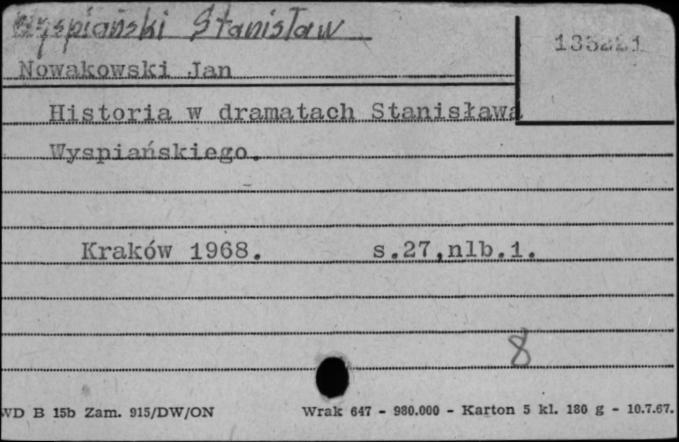 Wyspiański Stanisław
135221
Nowakowski Jan
Historia w dramatach Stanisława
Wyspiańskiego.
Kraków 1968. s.27,nlb.1.
8
WD B 15b Zam. 915/DW/ON Wrak 647 - 980.000 - Karton 5 kl. 180 g - 10.7.67.